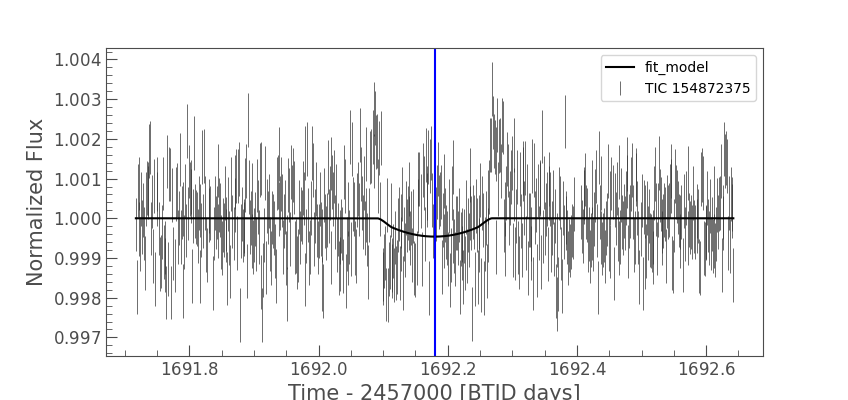 1.004
1.003
1.002
1.001
1.000
0.999
0.998
0.997
Normalized Flux
fit_model
TIC 154872375
1691.8 1692.0 1692.2 1692.4 1692.6
Time - 2457000 [BTJD days]